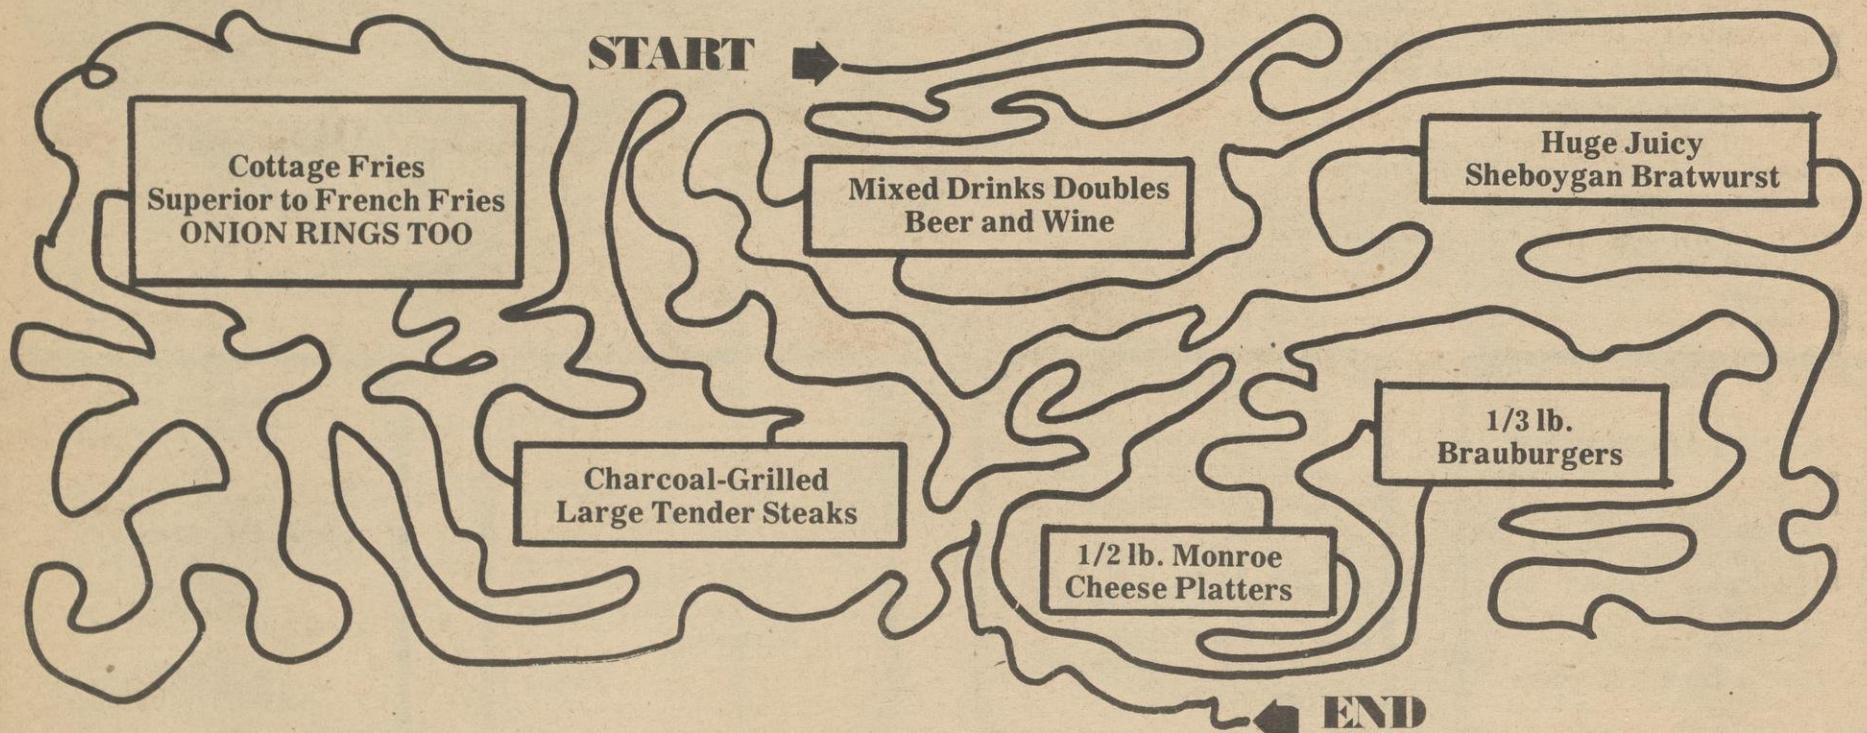 START
Cottage Fries
Superior to French Fries
ONION RINGS TOO
Mixed Drinks Doubles
Beer and Wine
Huge Juicy
Sheboygan Bratwurst
Charcoal-Grilled
Large Tender Steaks
1/3 lb.
Brauburgers
1/2 lb. Monroe
Cheese Platters
END